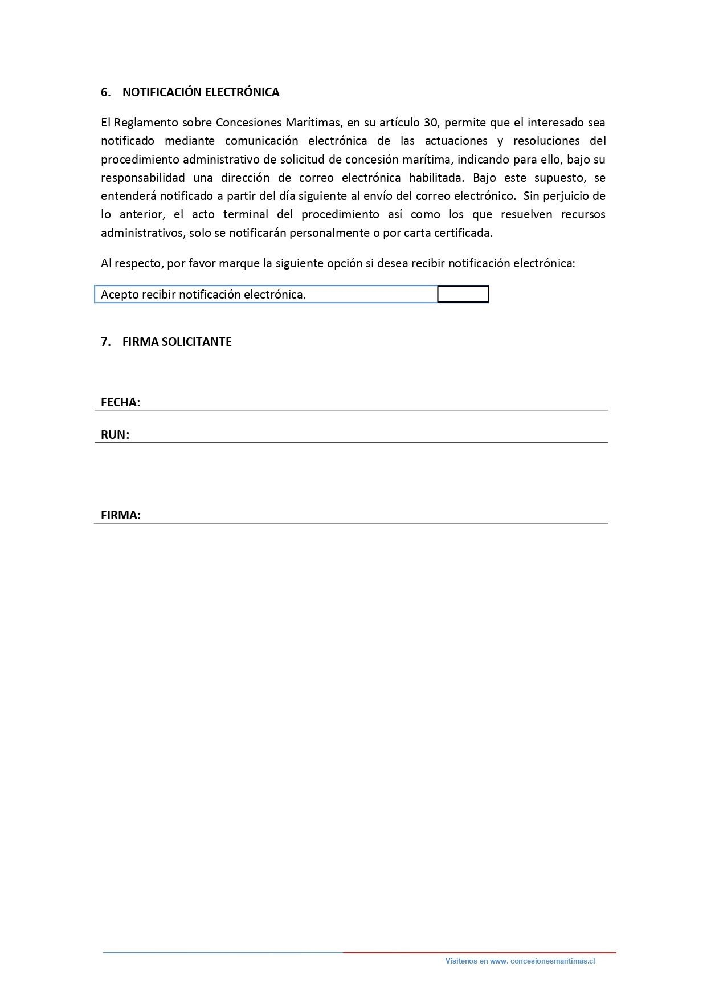 6. NOTIFICACIÓN ELECTRÓNICA
El Reglamento sobre Concesiones Marítimas, en su artículo 30, permite que el interesado sea
notificado mediante comunicación electrónica de las actuaciones y resoluciones del
procedimiento administrativo de solicitud de concesión marítima, indicando para ello, bajo su
responsabilidad una dirección de correo electrónica habilitada. Bajo este supuesto, se
entenderá notificado a partir del día siguiente al envío del correo electrónico. Sin perjuicio de
lo anterior, el acto terminal del procedimiento así como los que resuelven recursos
administrativos, solo se notificarán personalmente o por carta certificada.
Al respecto, por favor marque la siguiente opción si desea recibir notificación electrónica:
Acepto recibir notificación electrónica.
7. FIRMA SOLICITANTE
FECHA:
RUN:
FIRMA:
Visítenos en www. concesionesmaritimas.cl